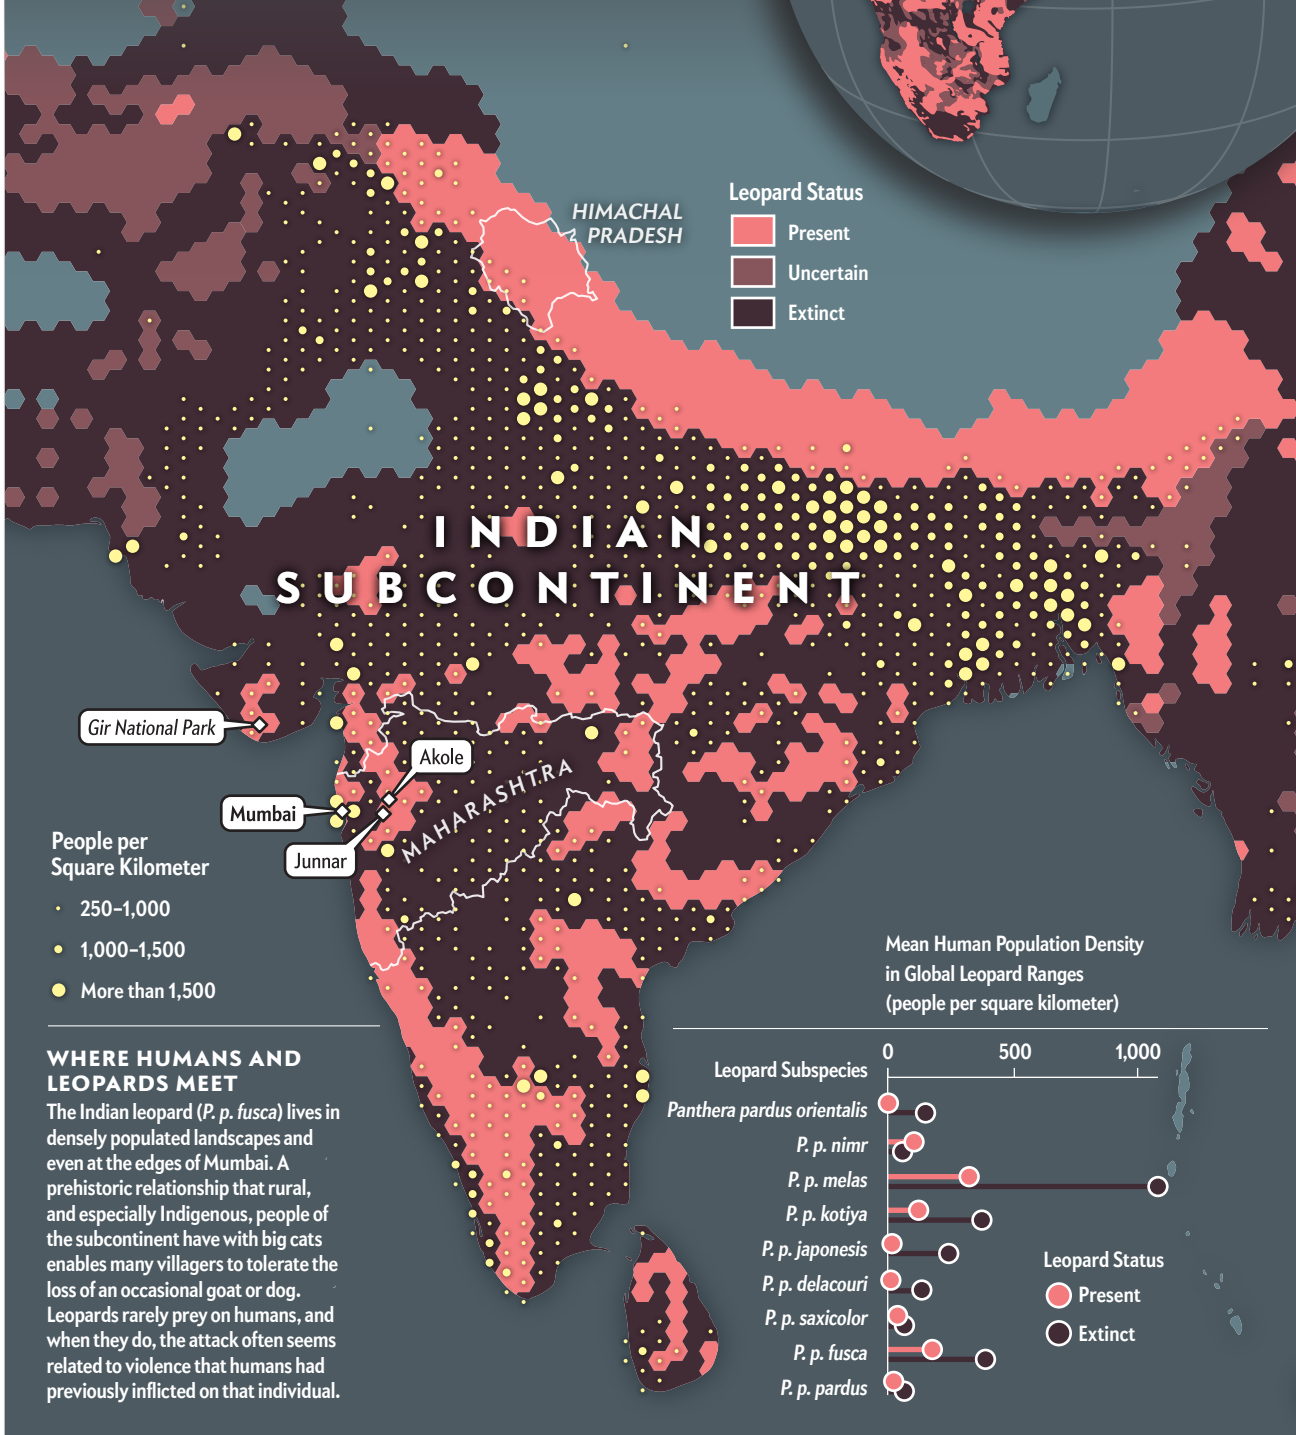 HIMACHAL
PRADESH
Leopard Status
Present
Uncertain
Extinct
INDIAN
SUBCONTINENT
Gir National Park
Akole
Mumbai
MAHARASHTRA
Junnar
People per
Square Kilometer
250–1,000
1,000–1,500
More than 1,500
WHERE HUMANS AND
LEOPARDS MEET
The Indian leopard (P. p. fusca) lives in
densely populated landscapes and
even at the edges of Mumbai. A
prehistoric relationship that rural,
and especially Indigenous, people of
the subcontinent have with big cats
enables many villagers to tolerate the
loss of an occasional goat or dog.
Leopards rarely prey on humans, and
when they do, the attack often seems
related to violence that humans had
previously inflicted on that individual.
Mean Human Population Density
in Global Leopard Ranges
(people per square kilometer)
0 500 1,000
Leopard Subspecies
Panthera pardus orientalis
P. p. nimr
P. p. melas
P. p. kotiya
P. p. japonesis
P. p. delacouri
P. p. saxicolor
P. p. fusca
P. p. pardus
Leopard Status
Present
Extinct